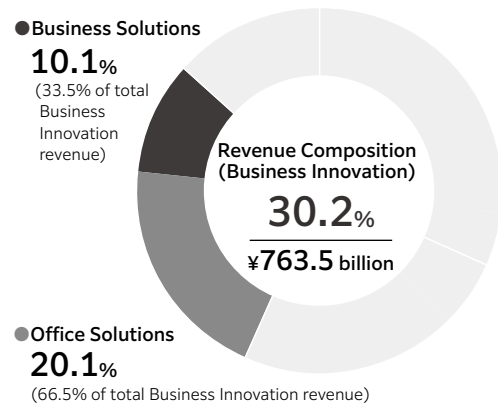 Business Solutions
10.1%
(33.5% of total
Business
Innovation
revenue)
Revenue Composition
(Business Innovation)
30.2%
¥763.5 billion
Office Solutions
20.1%
(66.5% of total Business Innovation revenue)